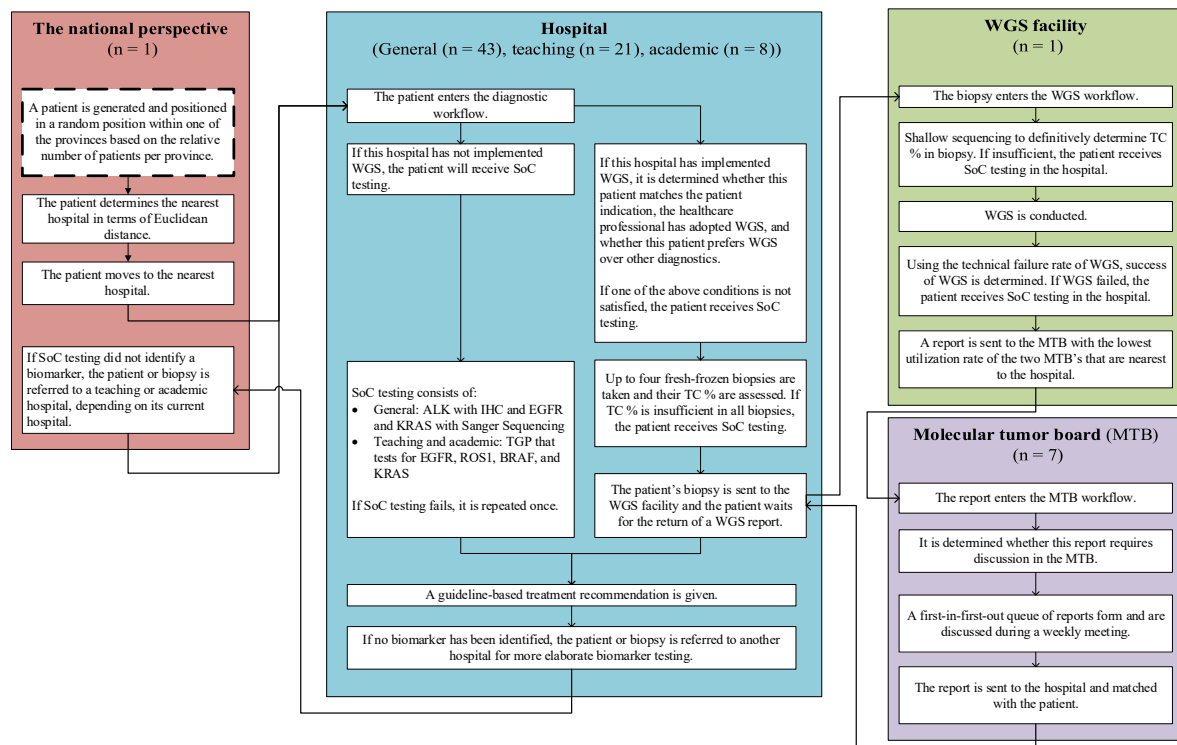 The national perspective
(n = 1)
A patient is generated and positioned
in a random position within one of
the provinces based on the relative
number of patients per province.
The patient determines the nearest
hospital in terms of Euclidean
distance.
The patient moves to the nearest
hospital.
If SoC testing did not identify a
biomarker, the patient or biopsy is
referred to a teaching or academic
hospital, depending on its current
hospital.
Hospital
(General (n = 43), teaching (n = 21), academic (n = 8))
The patient enters the diagnostic
workflow.
If this hospital has not implemented
WGS, the patient will receive SoC
testing.
SoC testing consists of:
• General: ALK with IHC and EGFR
and KRAS with Sanger Sequencing
• Teaching and academic: TGP that
tests for EGFR, ROS1, BRAF, and
KRAS
If SoC testing fails, it is repeated once.
If this hospital has implemented
WGS, it is determined whether this
patient matches the patient
indication, the healthcare
professional has adopted WGS, and
whether this patient prefers WGS
over other diagnostics.
If one of the above conditions is not
satisfied, the patient receives SoC
testing.
Up to four fresh-frozen biopsies are
taken and their TC % are assessed. If
TC % is insufficient in all biopsies,
the patient receives SoC testing.
The patient's biopsy is sent to the
WGS facility and the patient waits
for the return of a WGS report.
A guideline-based treatment recommendation is given.
If no biomarker has been identified, the patient or biopsy is referred to another
hospital for more elaborate biomarker testing.
WGS facility
(n = 1)
The biopsy enters the WGS workflow.
Shallow sequencing to definitively determine TC
% in biopsy. If insufficient, the patient receives
SoC testing in the hospital.
WGS is conducted.
Using the technical failure rate of WGS, success
of WGS is determined. If WGS failed, the
patient receives SoC testing in the hospital.
A report is sent to the MTB with the lowest
utilization rate of the two MTB's that are nearest
to the hospital.
Molecular tumor board (MTB)
(n = 7)
The report enters the MTB workflow.
It is determined whether this report requires
discussion in the MTB.
A first-in-first-out queue of reports form and are
discussed during a weekly meeting.
The report is sent to the hospital and matched
with the patient.